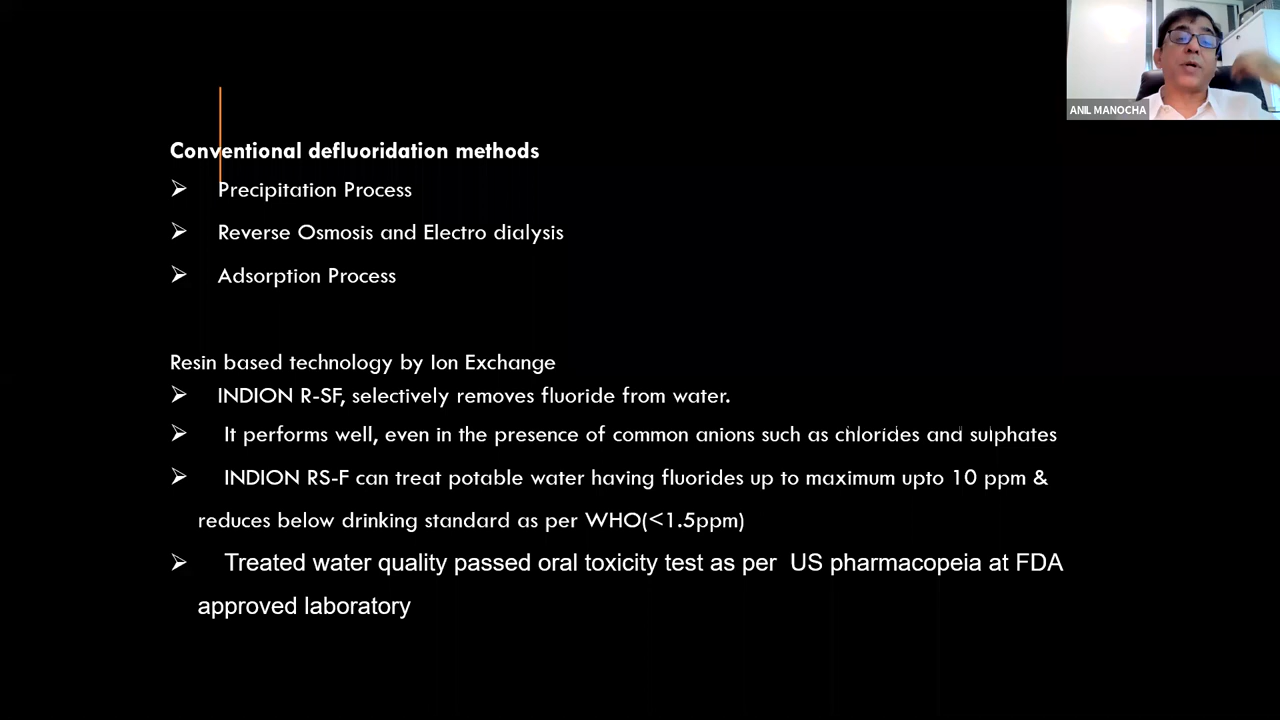 ANIL MANOCHA
Conventional defluoridation methods
➢ Precipitation Process
➢ Reverse Osmosis and Electro dialysis
➢ Adsorption Process
Resin based technology by Ion Exchange
➢ INDION R-SF, selectively removes fluoride from water.
➢ It performs well, even in the presence of common anions such as chlorides and sulphates
➢ INDION RS-F can treat potable water having fluorides up to maximum upto 10 ppm &
reduces below drinking standard as per WHO(<1.5ppm)
➢ Treated water quality passed oral toxicity test as per US pharmacopeia at FDA
approved laboratory